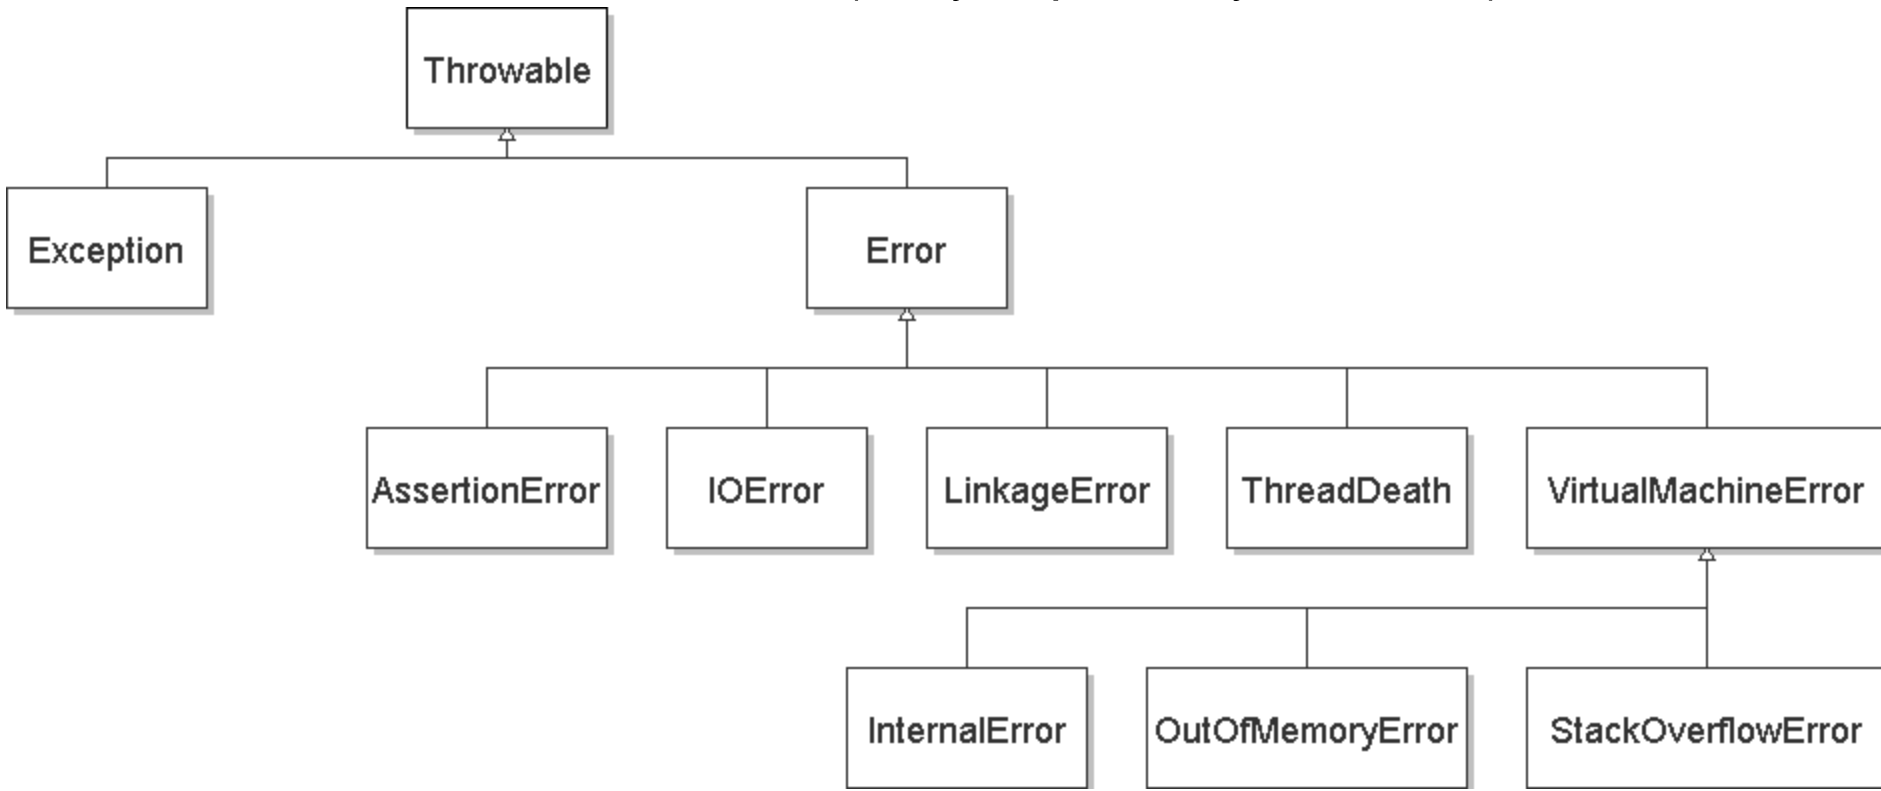 Throwable
Exception
Error
AssertionError
IOError
LinkageError
ThreadDeath
VirtualMachineError
InternalError
OutOfMemoryError
StackOverflowError